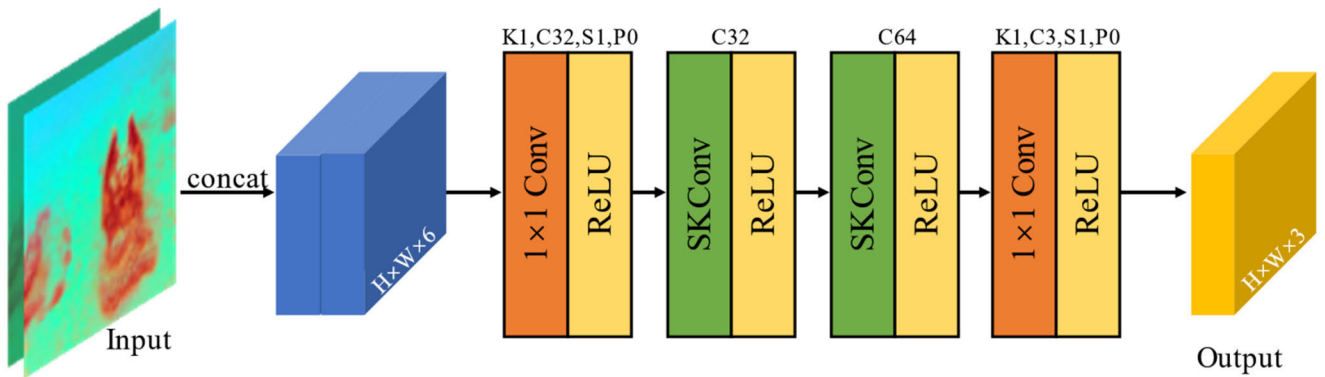 K1,C32,S1,P0
C32
C64
K1,C3,S1,P0
concat
H×W×6
1×1 Conv
ReLU
SKConv
ReLU
SKConv
ReLU
1×1 Conv
ReLU
H×W×3
Input
Output